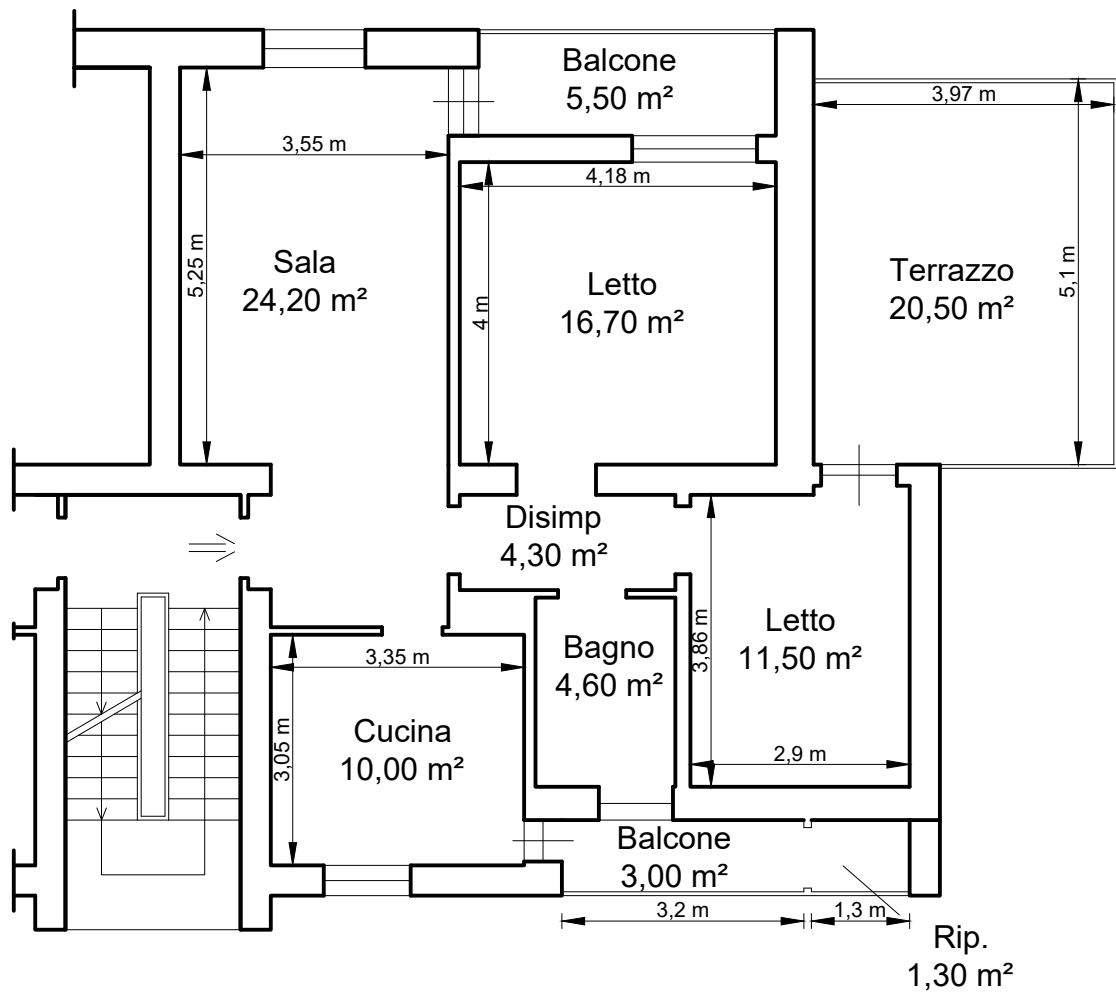 Balcone
5,50 m²
3,97 m
3,55 m
4,18 m
5,25 m
Sala
24,20 m²
4 m
Letto
16,70 m²
Terrazzo
20,50 m²
5,1 m
Disimp
4,30 m²
3,35 m
3,05 m
Cucina
10,00 m²
Bagno
4,60 m²
3,86 m
Letto
11,50 m²
2,9 m
Balcone
3,00 m²
3,2 m
1,3 m
Rip.
1,30 m²